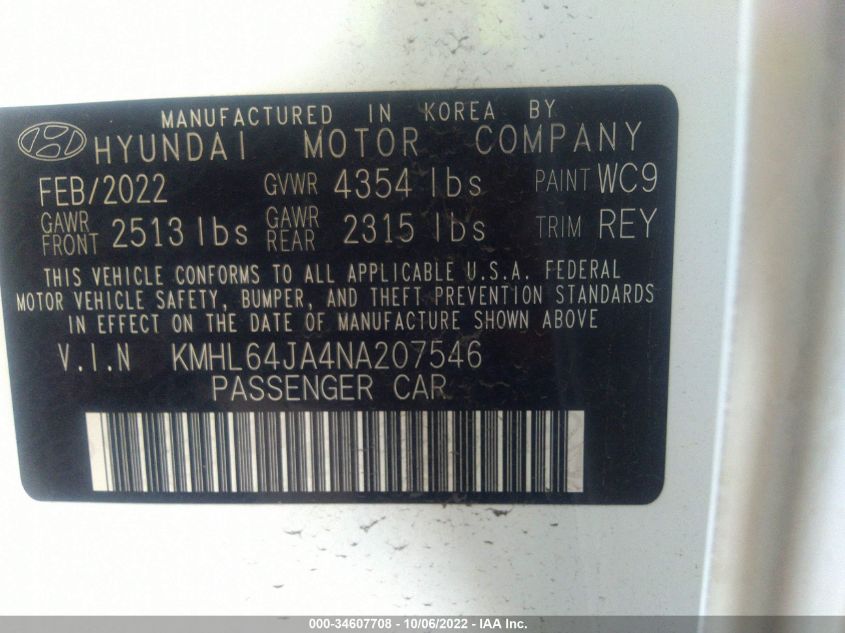 MANUFACTURED IN KOREA BY
HYUNDAI MOTOR COMPANY
FEB/2022 GVWR 4354 lbs PAINT WC9
GAWR FRONT 2513 lbs GAWR REAR 2315 lbs TRIM REY
THIS VEHICLE CONFORMS TO ALL APPLICABLE U.S.A. FEDERAL
MOTOR VEHICLE SAFETY, BUMPER, AND THEFT PREVENTION STANDARDS
IN EFFECT ON THE DATE OF MANUFACTURE SHOWN ABOVE
V.I.N KMHL64JA4NA207546
PASSENGER CAR
000-34607708 - 10/06/2022 - IAA Inc.